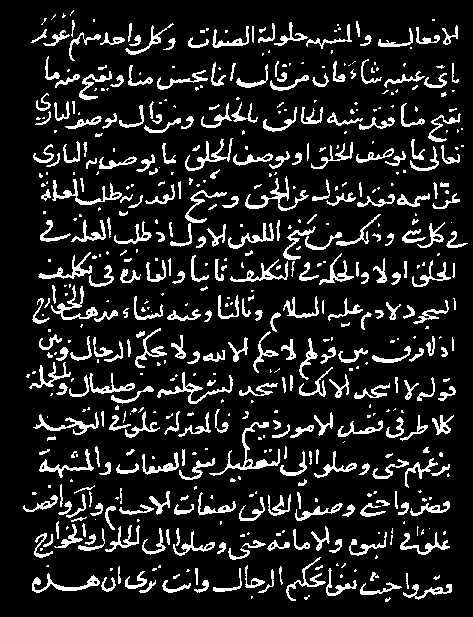 الافعال والمشبهه حلولية الصفات وكل واحد منهم اعور
باي عينيه شاء فان من قال انما يحسن منا ويقبح منه ما
يقبح منا فقد شبه الخالق بالخلق ومن قال يوصف الباري
تعالى بما يوصف الخلق او يوصف الخلق بما يوصف به الباري
عز اسمه فقد اعتزل عن الحق وسنخ القدرية طلب العلة
في كل شي وذلك من سنخ اللعين الاول اذ طلب العلة في
الخلق اولا والحكمة في التكليف ثانيا والفايدة في تكليف
السجود لادم عليه السلام وثالثا وعنه نشاء مذهب الخوارج
اذ لا فرق بين قولهم لا حكم الا لله ولا يحكم الرجال وبين
قوله لا اسجد الا لك ااسجد لبشر خلقته من صلصال وبالجملة
كلا طرفي قصد الامور ذميم فالمعتزلة غلوا في التوحيد
بزعمهم حتى وصلوا الى التعطيل بنفي الصفات والمشبهة
قصروا حتى وصفوا الخالق بصفات الاجسام والروافض
غلوا في النبوه والامامة حتى وصلوا الى الحلول والخوارج
قصروا حيث نفوا تحكيم الرجال وانت ترى ان هذه